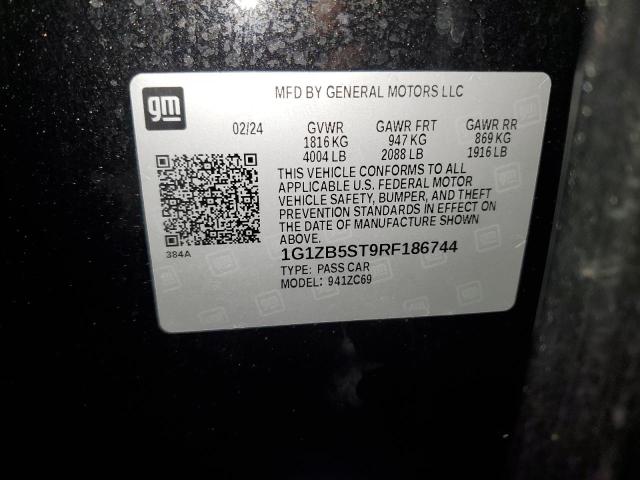 gm
MFD BY GENERAL MOTORS LLC
02/24 GVWR GAWR FRT GAWR RR
1816 KG 947 KG 869 KG
4004 LB 2088 LB 1916 LB
THIS VEHICLE CONFORMS TO ALL
APPLICABLE U.S. FEDERAL MOTOR
VEHICLE SAFETY, BUMPER, AND THEFT
PREVENTION STANDARDS IN EFFECT ON
THE DATE OF MANUFACTURE SHOWN
ABOVE.
384A
1G1ZB5ST9RF186744
TYPE: PASS CAR
MODEL: 941ZC69